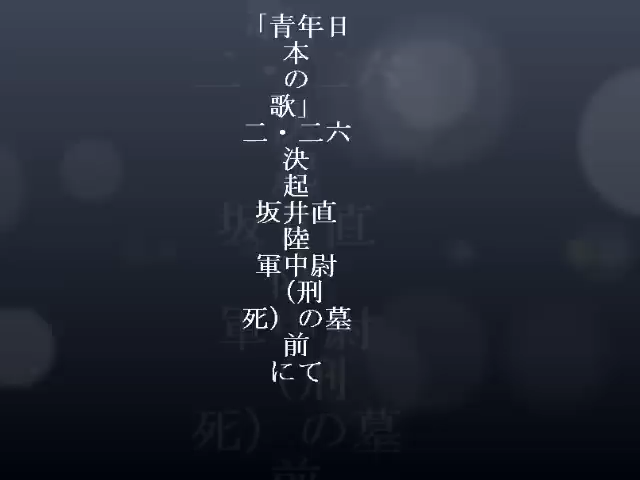 「青年日
本
の
歌」
二・二六
決
起
坂井直
陸
軍中尉
（刑
死）の墓
前
にて